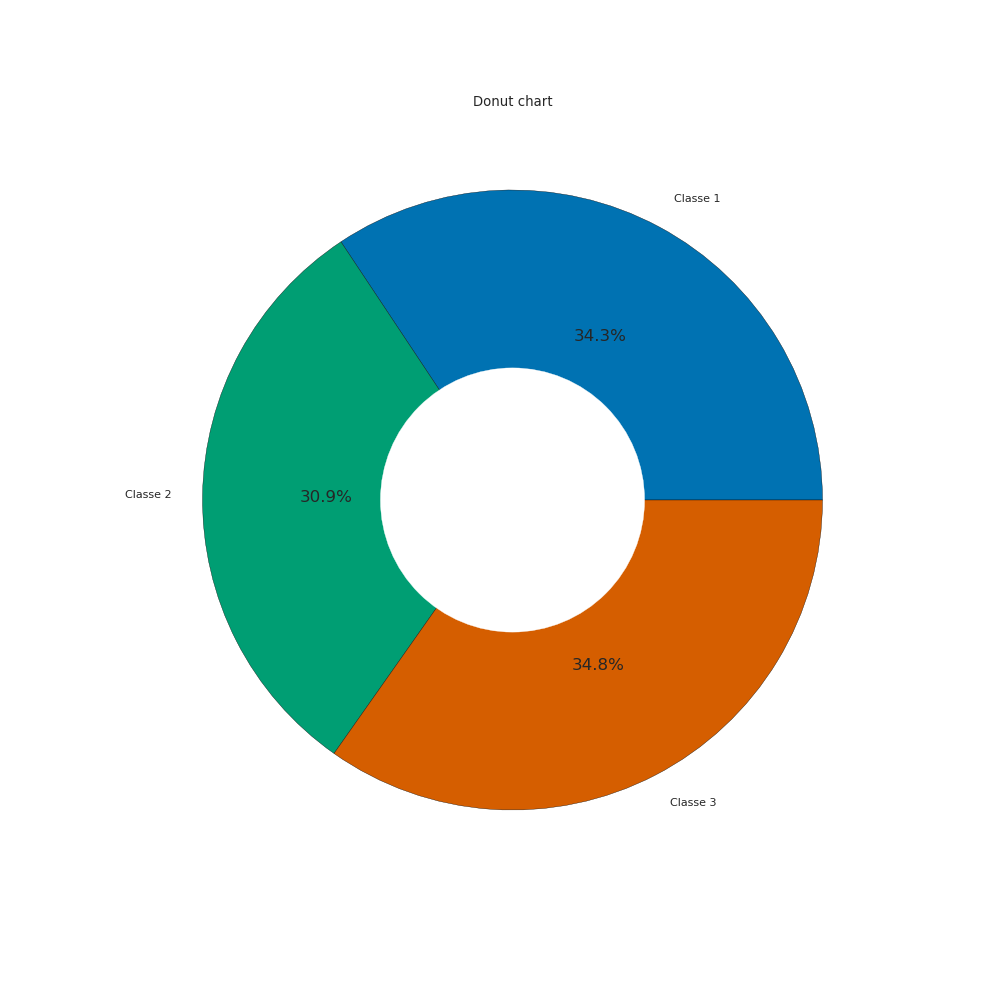 Donut chart
Classe 1
34.3%
Classe 2
30.9%
34.8%
Classe 3